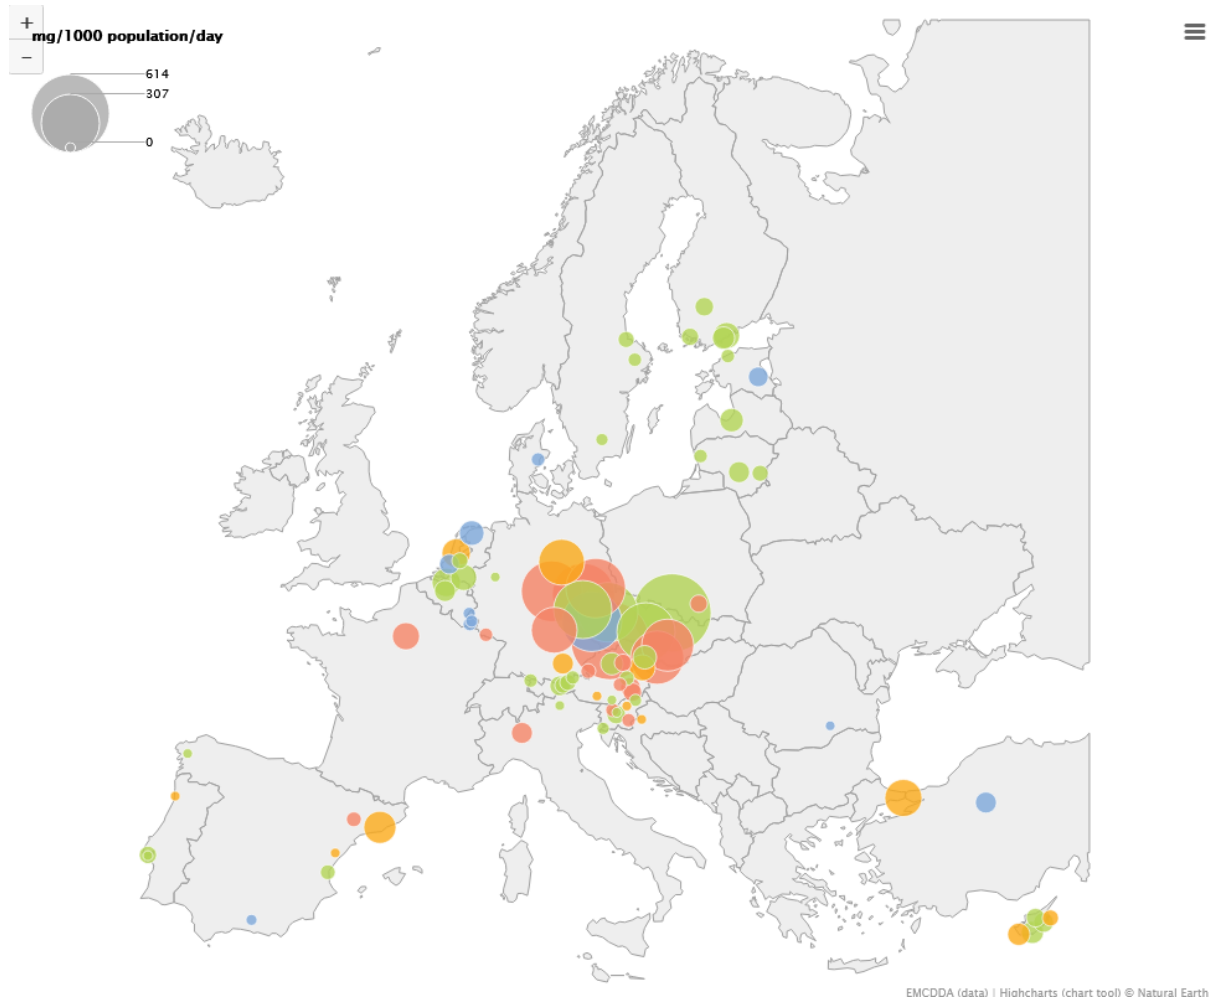 +
mg/1000 population/day
−
614
307
0
EMCDDA (data) | Highcharts (chart tool) © Natural Earth